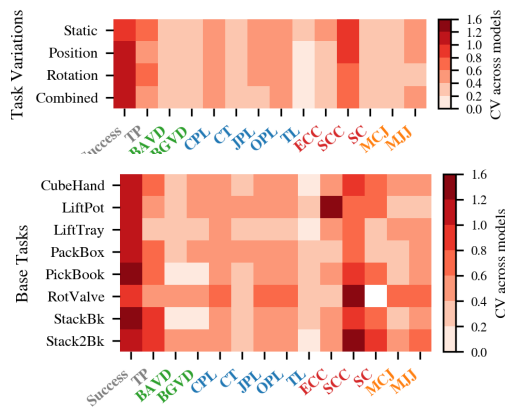 Task Variations
Static
Position
Rotation
Combined
Success TP BAVD BGVD CPL CT JPL OPL TL ECC SCC SC MCJ MJJ
1.6
1.4
1.2
1.0
0.8
0.6
0.4
0.2
0.0
CV across models
Base Tasks
CubeHand
LiftPot
LiftTray
PackBox
PickBook
RotValve
StackBk
Stack2Bk
Success TP BAVD BGVD CPL CT JPL OPL TL ECC SCC SC MCJ MJJ
1.6
1.4
1.2
1.0
0.8
0.6
0.4
0.2
0.0
CV across models